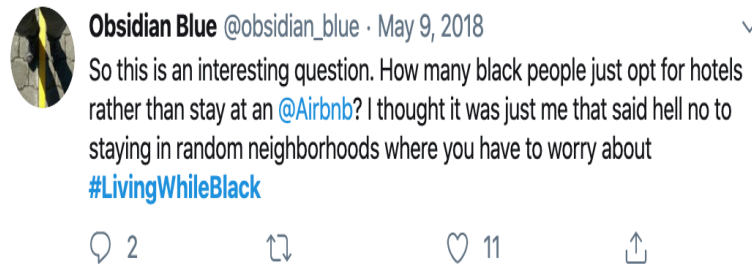 Obsidian Blue @obsidian_blue · May 9, 2018
So this is an interesting question. How many black people just opt for hotels
rather than stay at an @Airbnb? I thought it was just me that said hell no to
staying in random neighborhoods where you have to worry about
#LivingWhileBlack
2 11